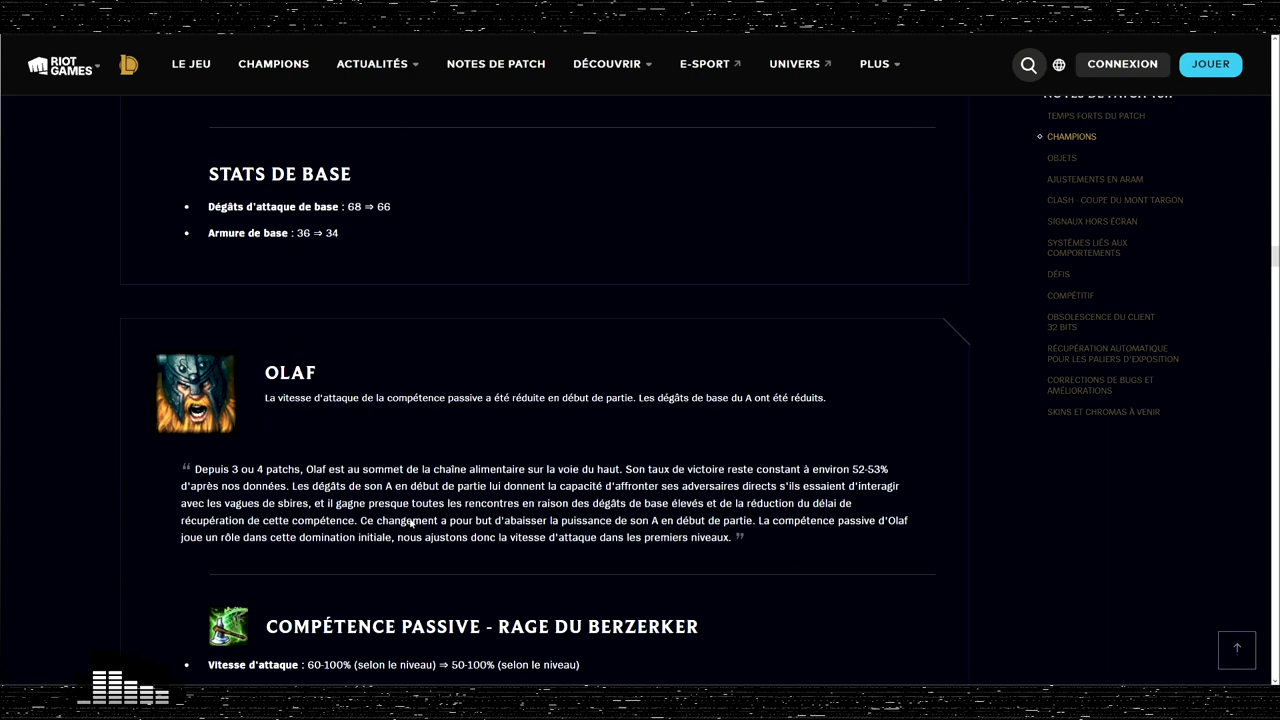 RIOT GAMES
LE JEU
CHAMPIONS
ACTUALITÉS
NOTES DE PATCH
DÉCOUVRIR
E-SPORT
UNIVERS
PLUS
CONNEXION
JOUER
STATS DE BASE
• Dégâts d'attaque de base : 68 ⇒ 66
• Armure de base : 36 ⇒ 34
OLAF
La vitesse d'attaque de la compétence passive a été réduite en début de partie. Les dégâts de base du A ont été réduits.
“ Depuis 3 ou 4 patchs, Olaf est au sommet de la chaîne alimentaire sur la voie du haut. Son taux de victoire reste constant à environ 52-53%
d'après nos données. Les dégâts de son A en début de partie lui donnent la capacité d'affronter ses adversaires directs s'ils essaient d'interagir
avec les vagues de sbires, et il gagne presque toutes les rencontres en raison des dégâts de base élevés et de la réduction du délai de
récupération de cette compétence. Ce changement a pour but d'abaisser la puissance de son A en début de partie. La compétence passive d'Olaf
joue un rôle dans cette domination initiale, nous ajustons donc la vitesse d'attaque dans les premiers niveaux. ”
COMPÉTENCE PASSIVE - RAGE DU BERZERKER
• Vitesse d'attaque : 60-100% (selon le niveau) ⇒ 50-100% (selon le niveau)
NOTES DE PATCH
TEMPS FORTS DU PATCH
CHAMPIONS
OBJETS
AJUSTEMENTS EN ARAM
CLASH - COUPE DU MONT TARGON
SIGNAUX HORS ÉCRAN
SYSTÈMES LIÉS AUX
COMPORTEMENTS
DÉFIS
COMPÉTITIF
OBSOLESCENCE DU CLIENT
32 BITS
RÉCUPÉRATION AUTOMATIQUE
POUR LES PALIERS D'EXPOSITION
CORRECTIONS DE BUGS ET
AMÉLIORATIONS
SKINS ET CHROMAS À VENIR